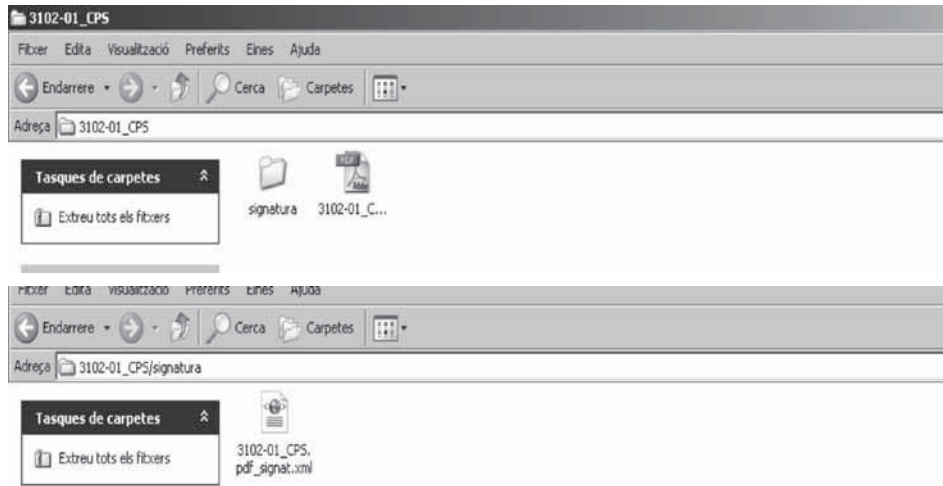 3102-01_CPS
Fitxer Edita Visualització Preferits Eines Ajuda
Endarrere Cerca Carpetes
Adreça 3102-01_CPS
Tasques de carpetes
Extreu tots els fitxers
signatura 3102-01_C...
PDF
Adobe
Fitxer Edita Visualització Preferits Eines Ajuda
Endarrere Cerca Carpetes
Adreça 3102-01_CPS/signatura
Tasques de carpetes
Extreu tots els fitxers
3102-01_CPS.
pdf_signat.xml